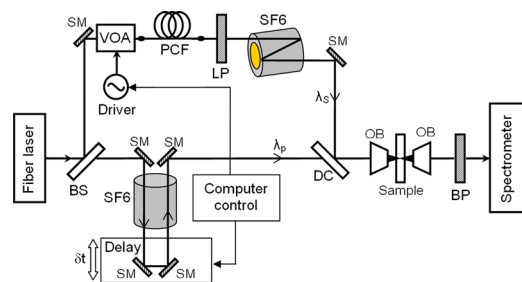 SM
VOA
PCF
LP
SF6
SM
Driver
λS
Fiber laser
BS
SM
SM
λp
DC
OB
OB
Sample
BP
Spectrometer
SF6
Computer
control
δt
Delay
SM
SM